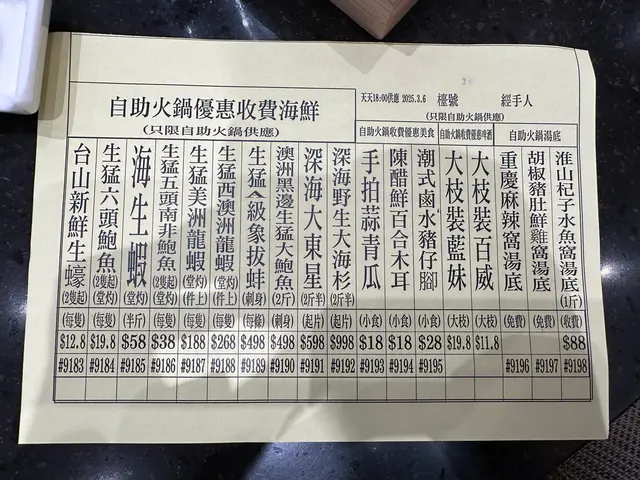 天天18:00供應 2025.3.6 檯號 經手人
自助火鍋優惠收費海鮮
(只限自助火鍋供應)
(只限自助火鍋供應)
自助火鍋收費優惠美食
自助火鍋收費優惠啤酒
自助火鍋湯底
台山新鮮生蠔(2隻起) (每隻) $12.8 #9183
生猛六頭鮑魚(2隻起)(堂灼) (每隻) $19.8 #9184
海生蝦(堂灼) (半斤) $58 #9185
生猛五頭南非鮑魚(2隻起)(堂灼) (每隻) $38 #9186
生猛美洲龍蝦(堂灼)(件上) (每隻) $188 #9187
生猛西澳洲龍蝦(堂灼)(件上) (每隻) $268 #9188
生猛級象拔蚌(刺身) (每條) $498 #9189
澳洲黑邊生猛大鮑魚(2斤) (刺身) $498 #9190
深海大東星(2斤半) (起片) $598 #9191
深海野生大海杉(2斤半) (起片) $998 #9192
手拍蒜青瓜 (小食) $18 #9193
陳醋鮮百合木耳 (小食) $18 #9194
潮式鹵水豬仔腳 (小食) $28 #9195
大枝裝藍妹 (大枝) $19.8
大枝裝百威 (大枝) $11.8
重慶麻辣窩湯底 (免費) #9196
胡椒豬肚鮮雞窩湯底 (免費) #9197
淮山杞子水魚窩湯底(1斤) (收費) $88 #9198